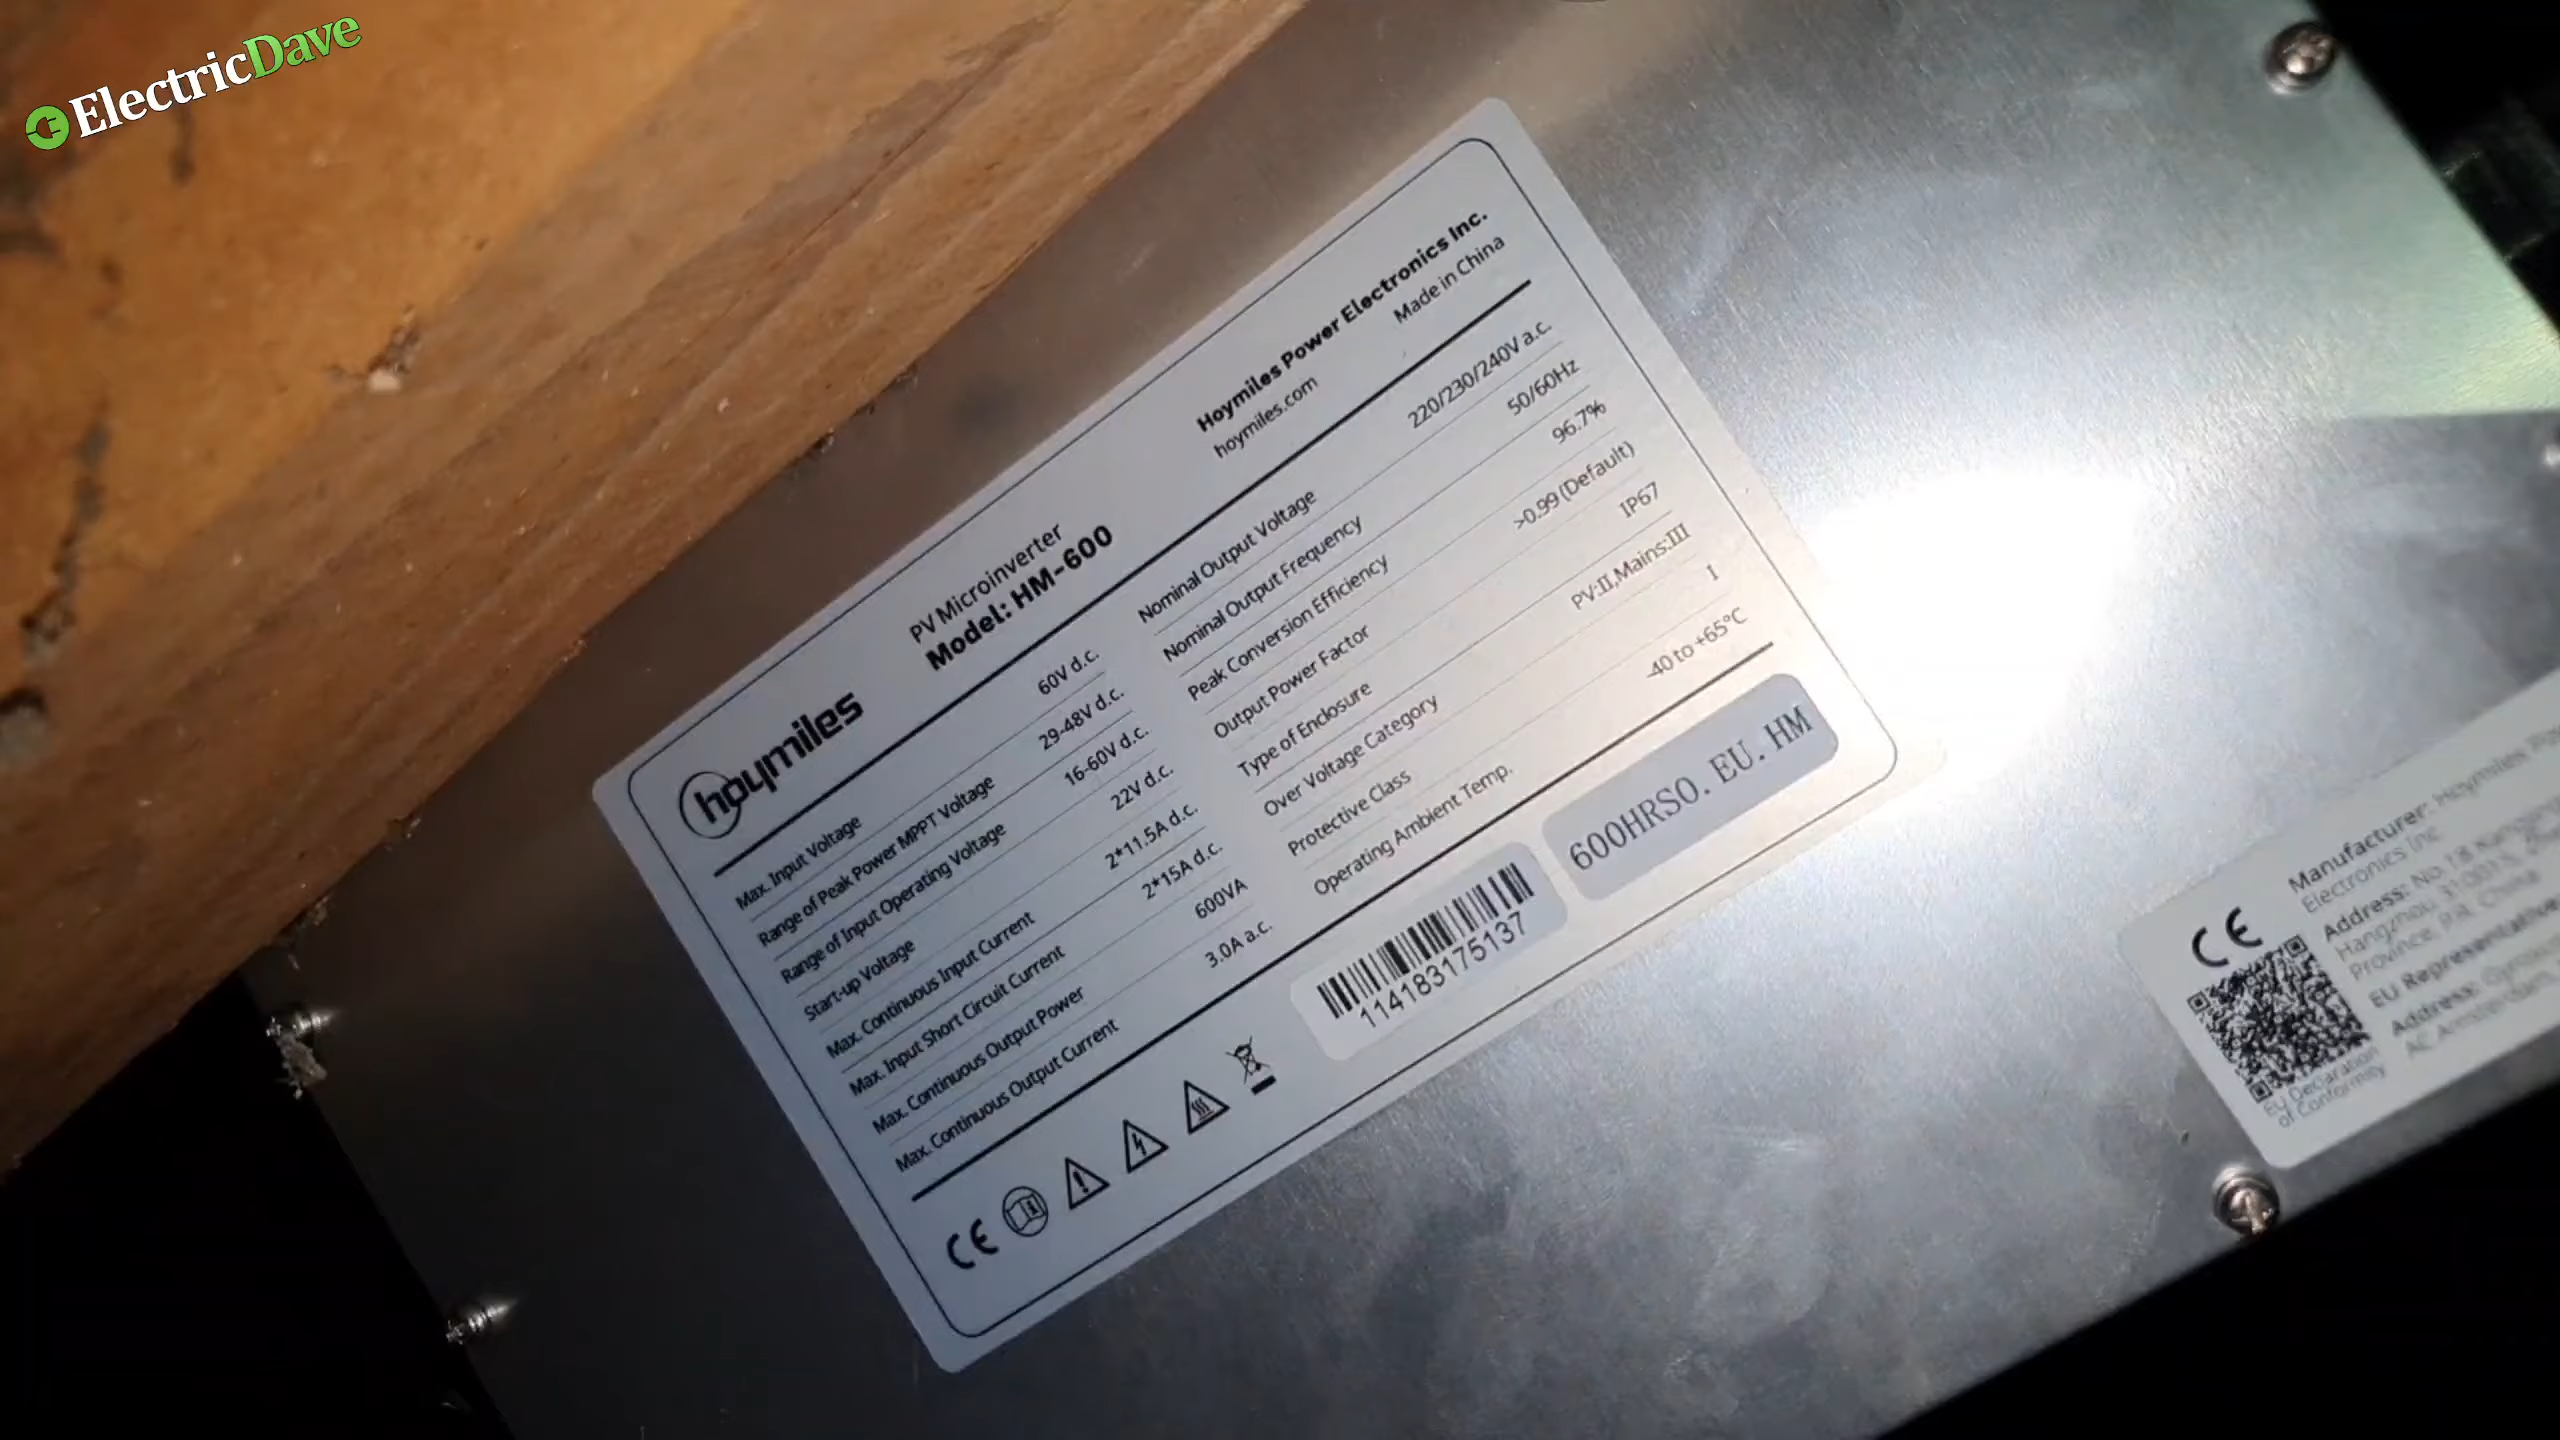 ElectricDave
hoymiles
PV Microinverter
Model: HM-600
Hoymiles Power Electronics Inc.
hoymiles.com
Made in China
Max. Input Voltage 60V d.c.
Range of Peak Power MPPT Voltage 29-48V d.c.
Range of Input Operating Voltage 16-60V d.c.
Start-up Voltage 22V d.c.
Max. Continuous Input Current 2*11.5A d.c.
Max. Input Short Circuit Current 2*15A d.c.
Max. Continuous Output Power 600VA
Max. Continuous Output Current 3.0A a.c.
Nominal Output Voltage 220/230/240V a.c.
Nominal Output Frequency 50/60Hz
Peak Conversion Efficiency 96.7%
Output Power Factor >0.99 (Default)
Type of Enclosure IP67
Over Voltage Category PV:II,Mains:III
Protective Class I
Operating Ambient Temp. -40 to +65°C
CE
114183175137
600HRSO.EU.HM
CE
EU Declaration
of Conformity
Manufacturer: Hoymiles
Electronics Inc
Address: No. 18
Hangzhou
Province, P.R. China
EU Representative
Address: